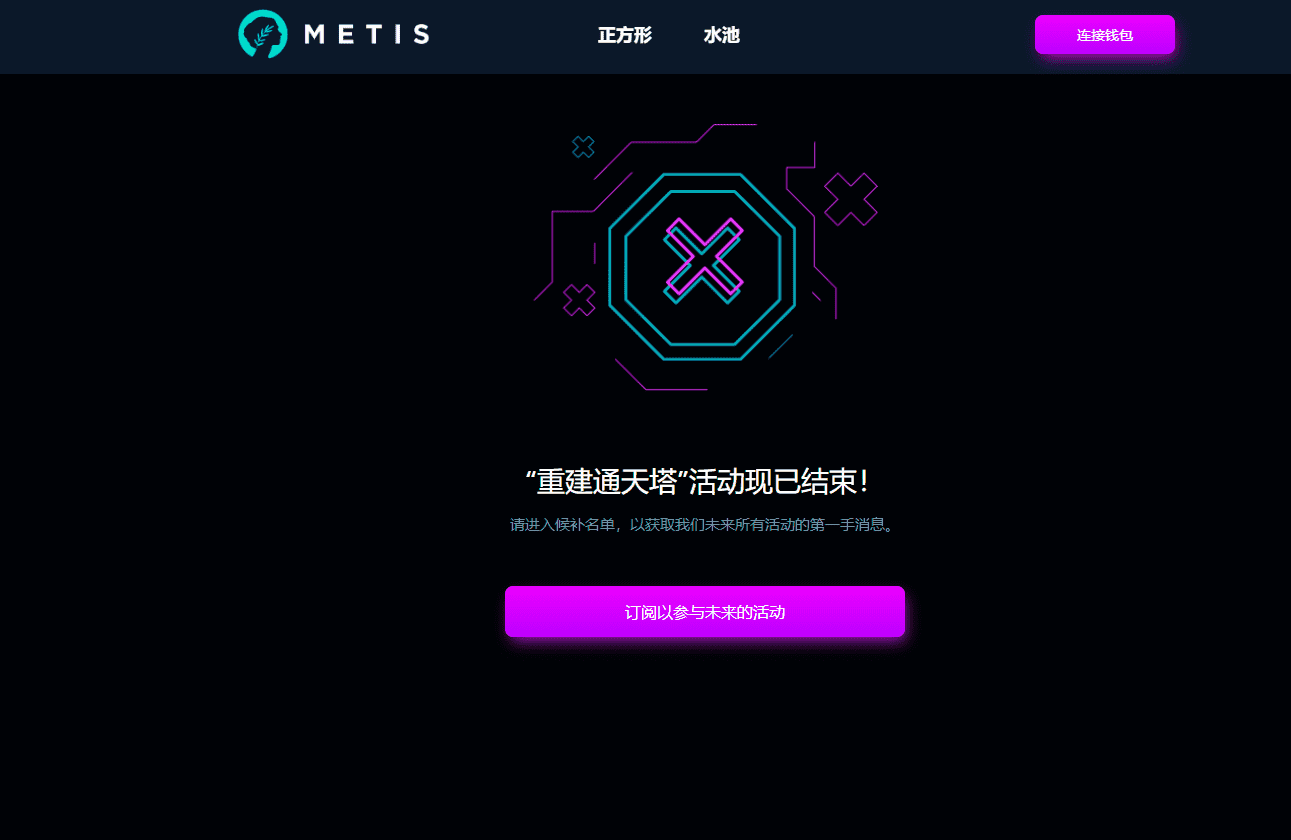 METIS
正方形
水池
连接钱包
“重建通天塔”活动现已结束！
请进入候补名单，以获取我们未来所有活动的第一手消息。
订阅以参与未来的活动